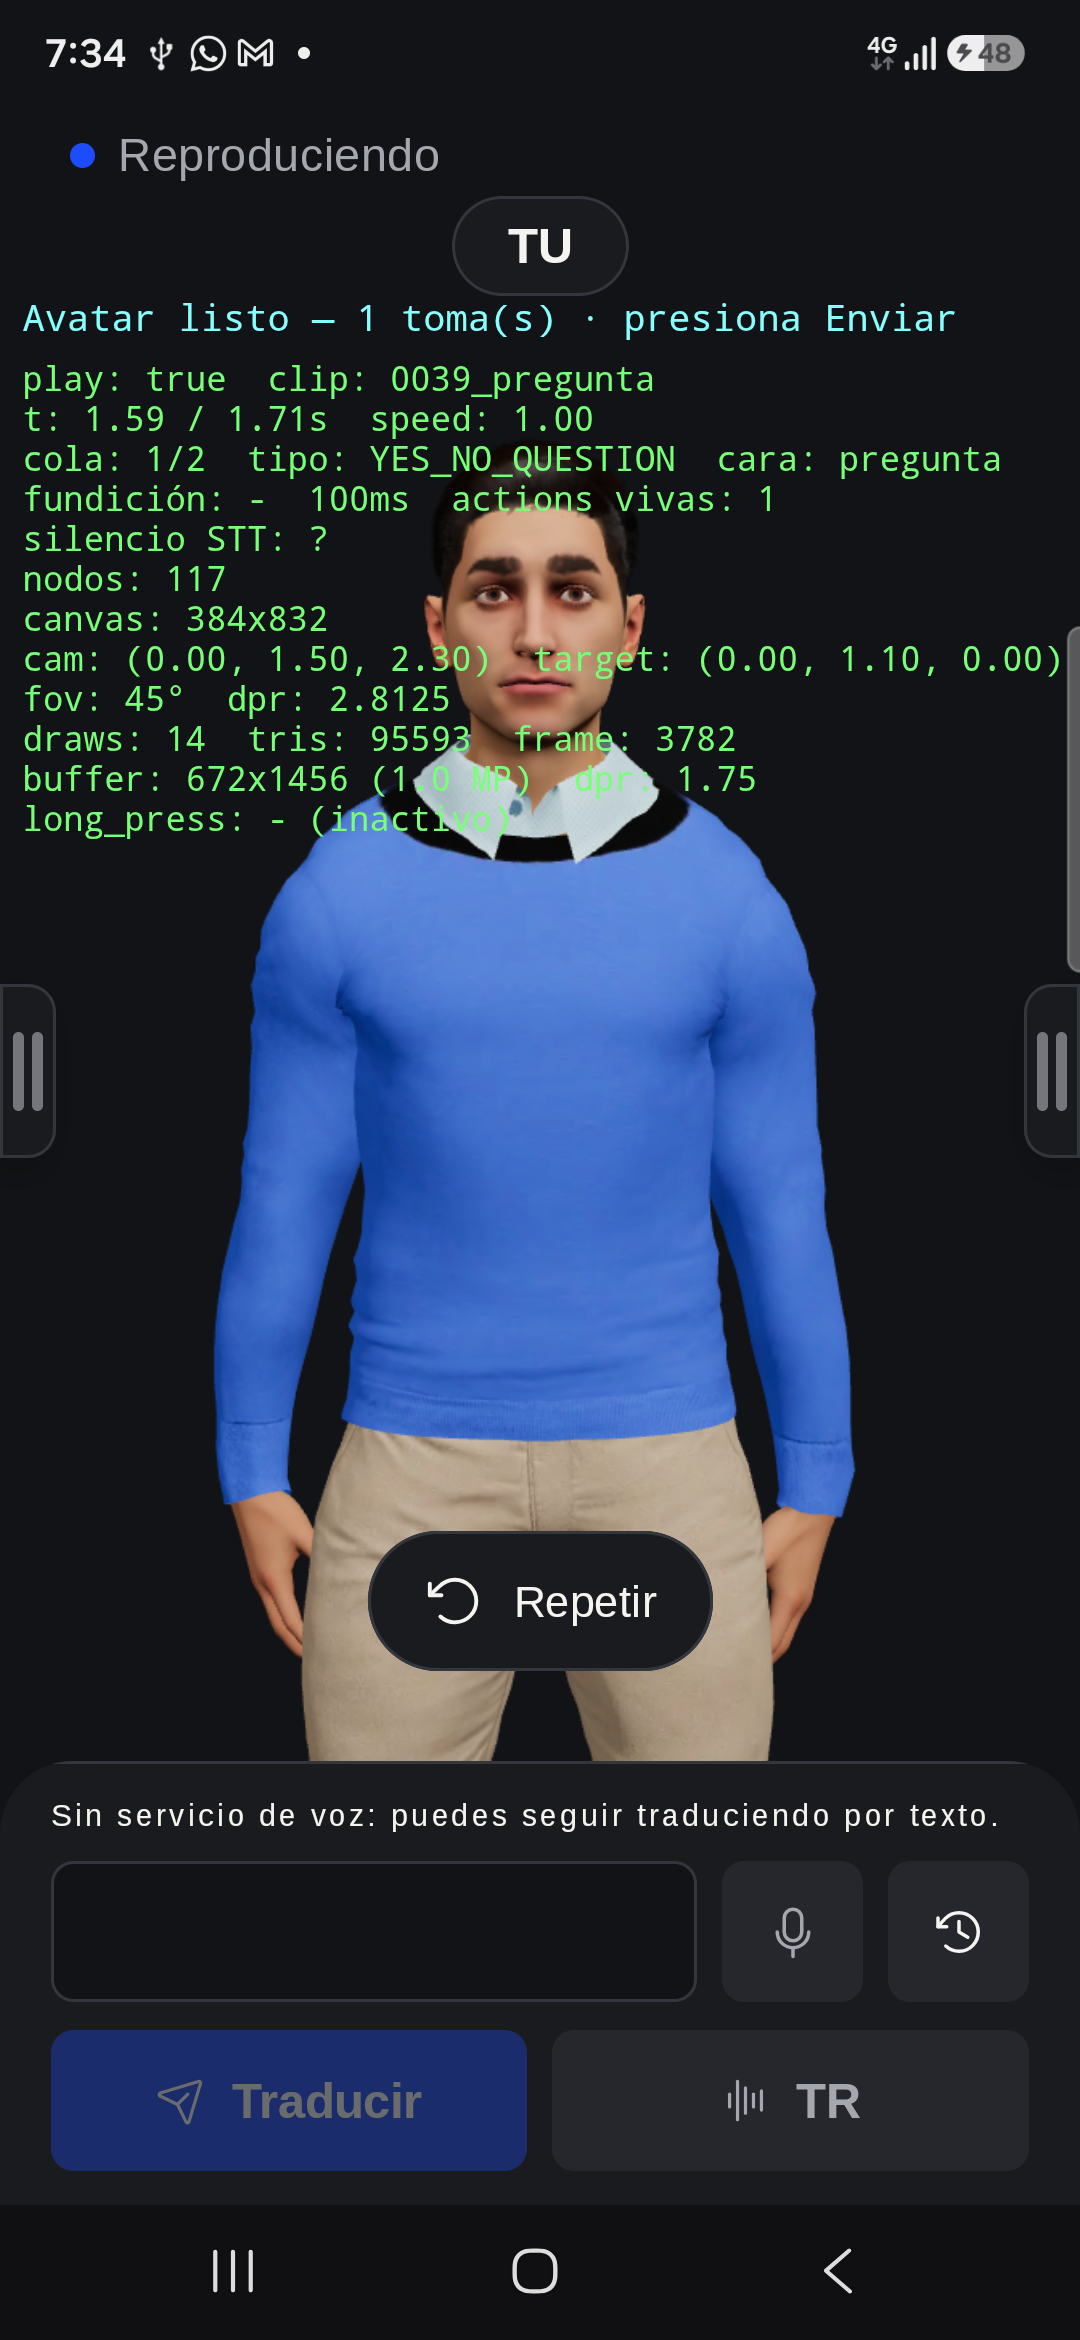 7:34
4G
48
Reproduciendo
TU
Avatar listo — 1 toma(s) · presiona Enviar
play: true  clip: 0039_pregunta
t: 1.59 / 1.71s  speed: 1.00
cola: 1/2  tipo: YES_NO_QUESTION  cara: pregunta
fundición: -  100ms  actions vivas: 1
silencio STT: ?
nodos: 117
canvas: 384x832
cam: (0.00, 1.50, 2.30)  target: (0.00, 1.10, 0.00)
fov: 45°  dpr: 2.8125
draws: 14  tris: 95593  frame: 3782
buffer: 672x1456 (1.0 MP)  dpr: 1.75
long_press: - (inactivo)
Repetir
Sin servicio de voz: puedes seguir traduciendo por texto.
Traducir
TR